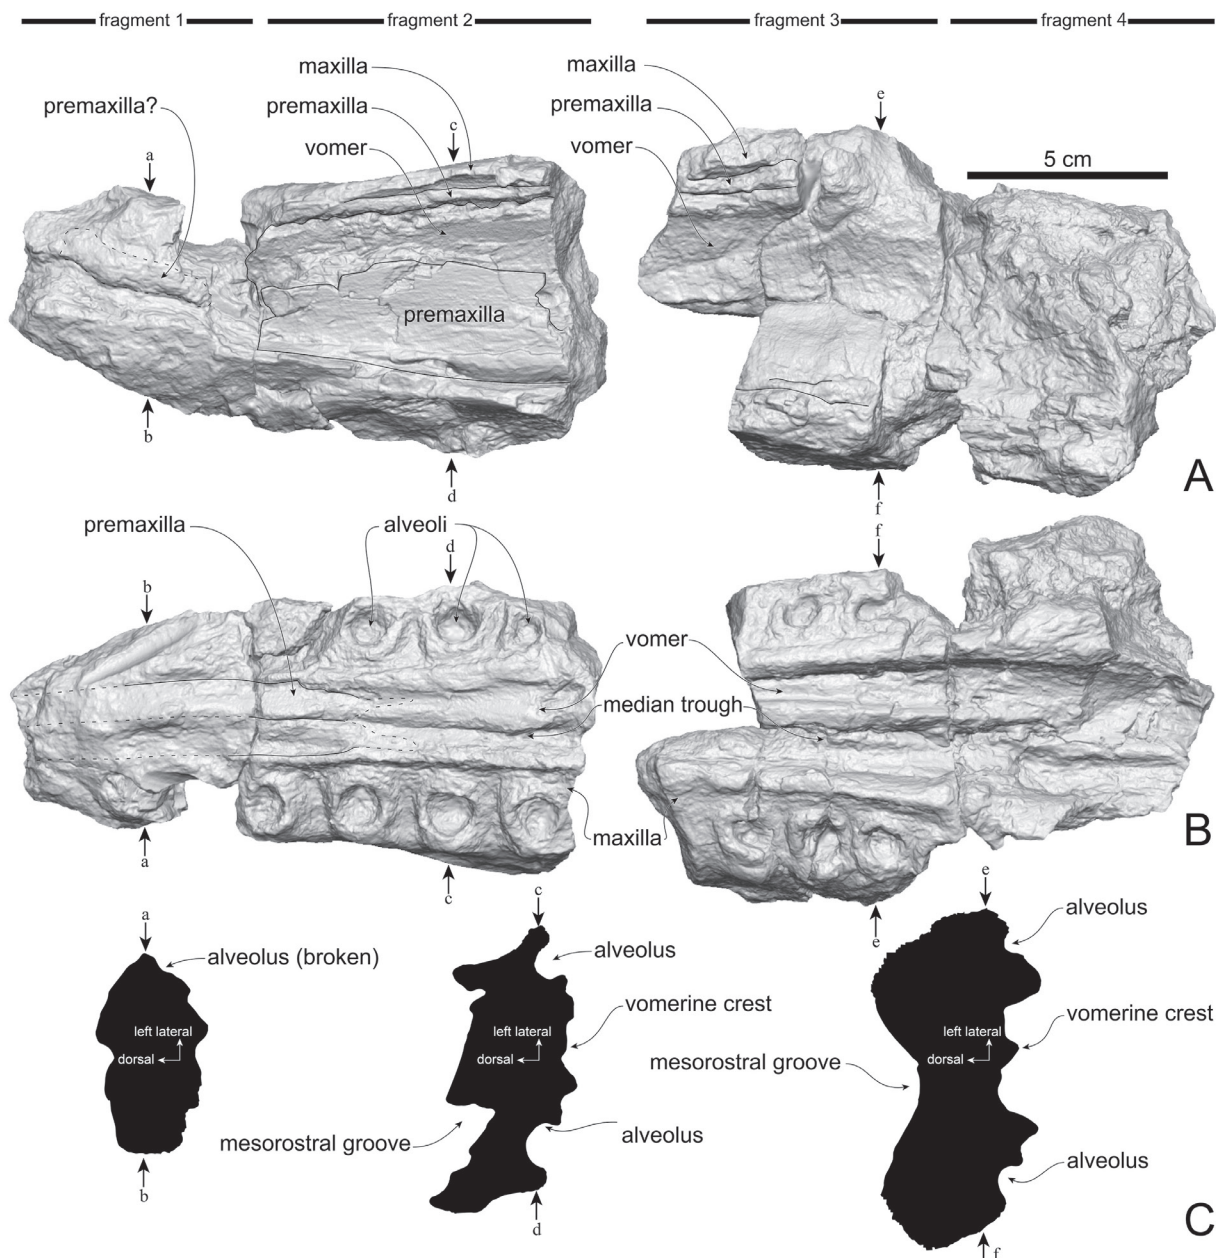 fragment 1
fragment 2
fragment 3
fragment 4
maxilla
premaxilla?
premaxilla
vomer
c
a
maxilla
premaxilla
vomer
e
5 cm
premaxilla
b
d
f
A
premaxilla
alveoli
d
b
f
vomer
median trough
maxilla
a
c
e
B
a
alveolus (broken)
left lateral
dorsal
b
c
alveolus
vomerine crest
left lateral
dorsal
mesorostral groove
alveolus
d
e
alveolus
vomerine crest
left lateral
dorsal
mesorostral groove
alveolus
f
C